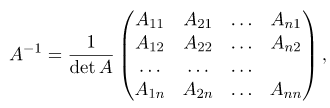 $$A^{-1} = \frac{1}{\det A} \begin{pmatrix} A_{11} & A_{21} & \dots & A_{n1} \\ A_{12} & A_{22} & \dots & A_{n2} \\ \dots & \dots & \dots & \\ A_{1n} & A_{2n} & \dots & A_{nn} \end{pmatrix},$$